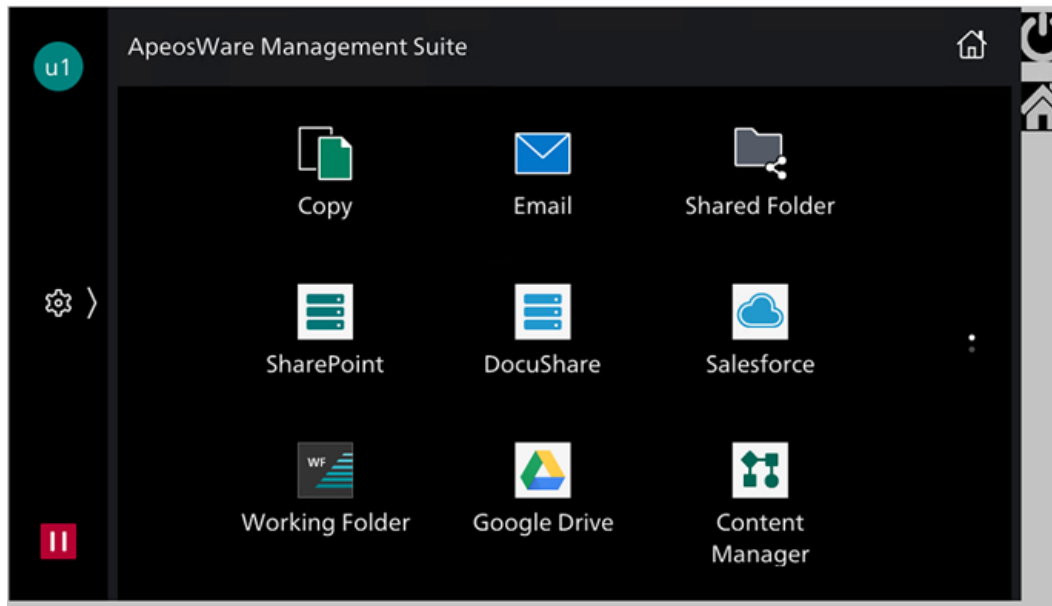 u1
ApeosWare Management Suite
Copy
Email
Shared Folder
SharePoint
DocuShare
Salesforce
WF
Working Folder
Google Drive
Content
Manager